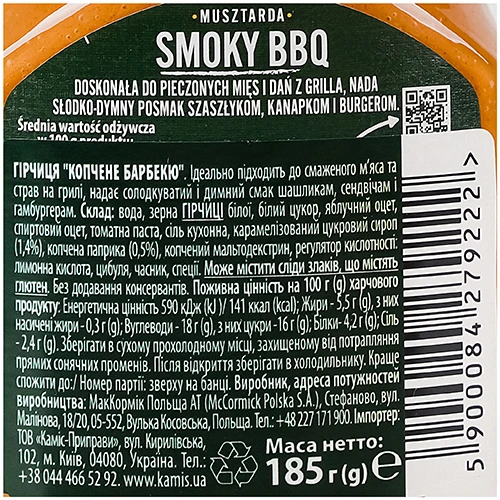 • MUSZTARDA •
SMOKY BBQ
DOSKONAŁA DO PIECZONYCH MIĘS I DAŃ Z GRILLA, NADA
SŁODKO-DYMNY POSMAK SZASZŁYKOM, KANAPKOM I BURGEROM.
Średnia wartość odżywcza
w 100 g produktu
ГІРЧИЦЯ "КОПЧЕНЕ БАРБЕКЮ". Ідеально підходить до смаженого м'яса та
страв на грилі, надає солодкуватий і димний смак шашликам, сендвічам і
гамбургерам. Склад: вода, зерна ГІРЧИЦІ білої, білий цукор, яблучний оцет,
спиртовий оцет, томатна паста, сіль кухонна, карамелізований цукровий сироп
(1,4%), копчена паприка (0,5%), копчений мальтодекстрин, регулятор кислотності:
лимонна кислота, цибуля, часник, спеції. Може містити сліди злаків, що містять
глютен. Без додавання консервантів. Поживна цінність на 100 г (g) харчового
продукту: Енергетична цінність 590 кДж (kJ) / 141 ккал (kcal); Жири - 5,5 г (g), з них
насичені жири - 0,3 г (g); Вуглеводи - 18 г (g), з них цукри -16 г (g); Білки - 4,2 г (g); Сіль
- 2,4 г (g). Зберігати в сухому прохолодному місці, захищеному від потрапляння
прямих сонячних променів. Після відкриття зберігати в холодильнику. Краще
спожити до:/ Номер партії: зверху на банці. Виробник, адреса потужностей
виробництва: МакКормік Польща АТ (McCormick Polska S.A.), Стефаново, вул.
Малінова, 18/20, 05-552, Вулька Косовська, Польща. Тел.: +48 227 171 900. Імпортер:
ТОВ «Каміс-Приправи», вул. Кирилівська,
102, м. Київ, 04080, Україна. Тел.:
+38 044 466 52 92. www.kamis.ua
Маса нетто:
185 г (g) ℮
5 900084 279222 >